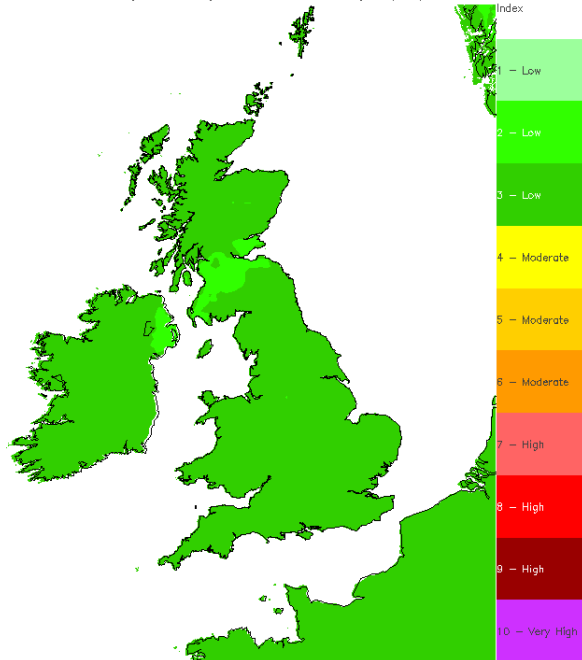 Index
1 - Low
2 - Low
3 - Low
4 - Moderate
5 - Moderate
6 - Moderate
7 - High
8 - High
9 - High
10 - Very High